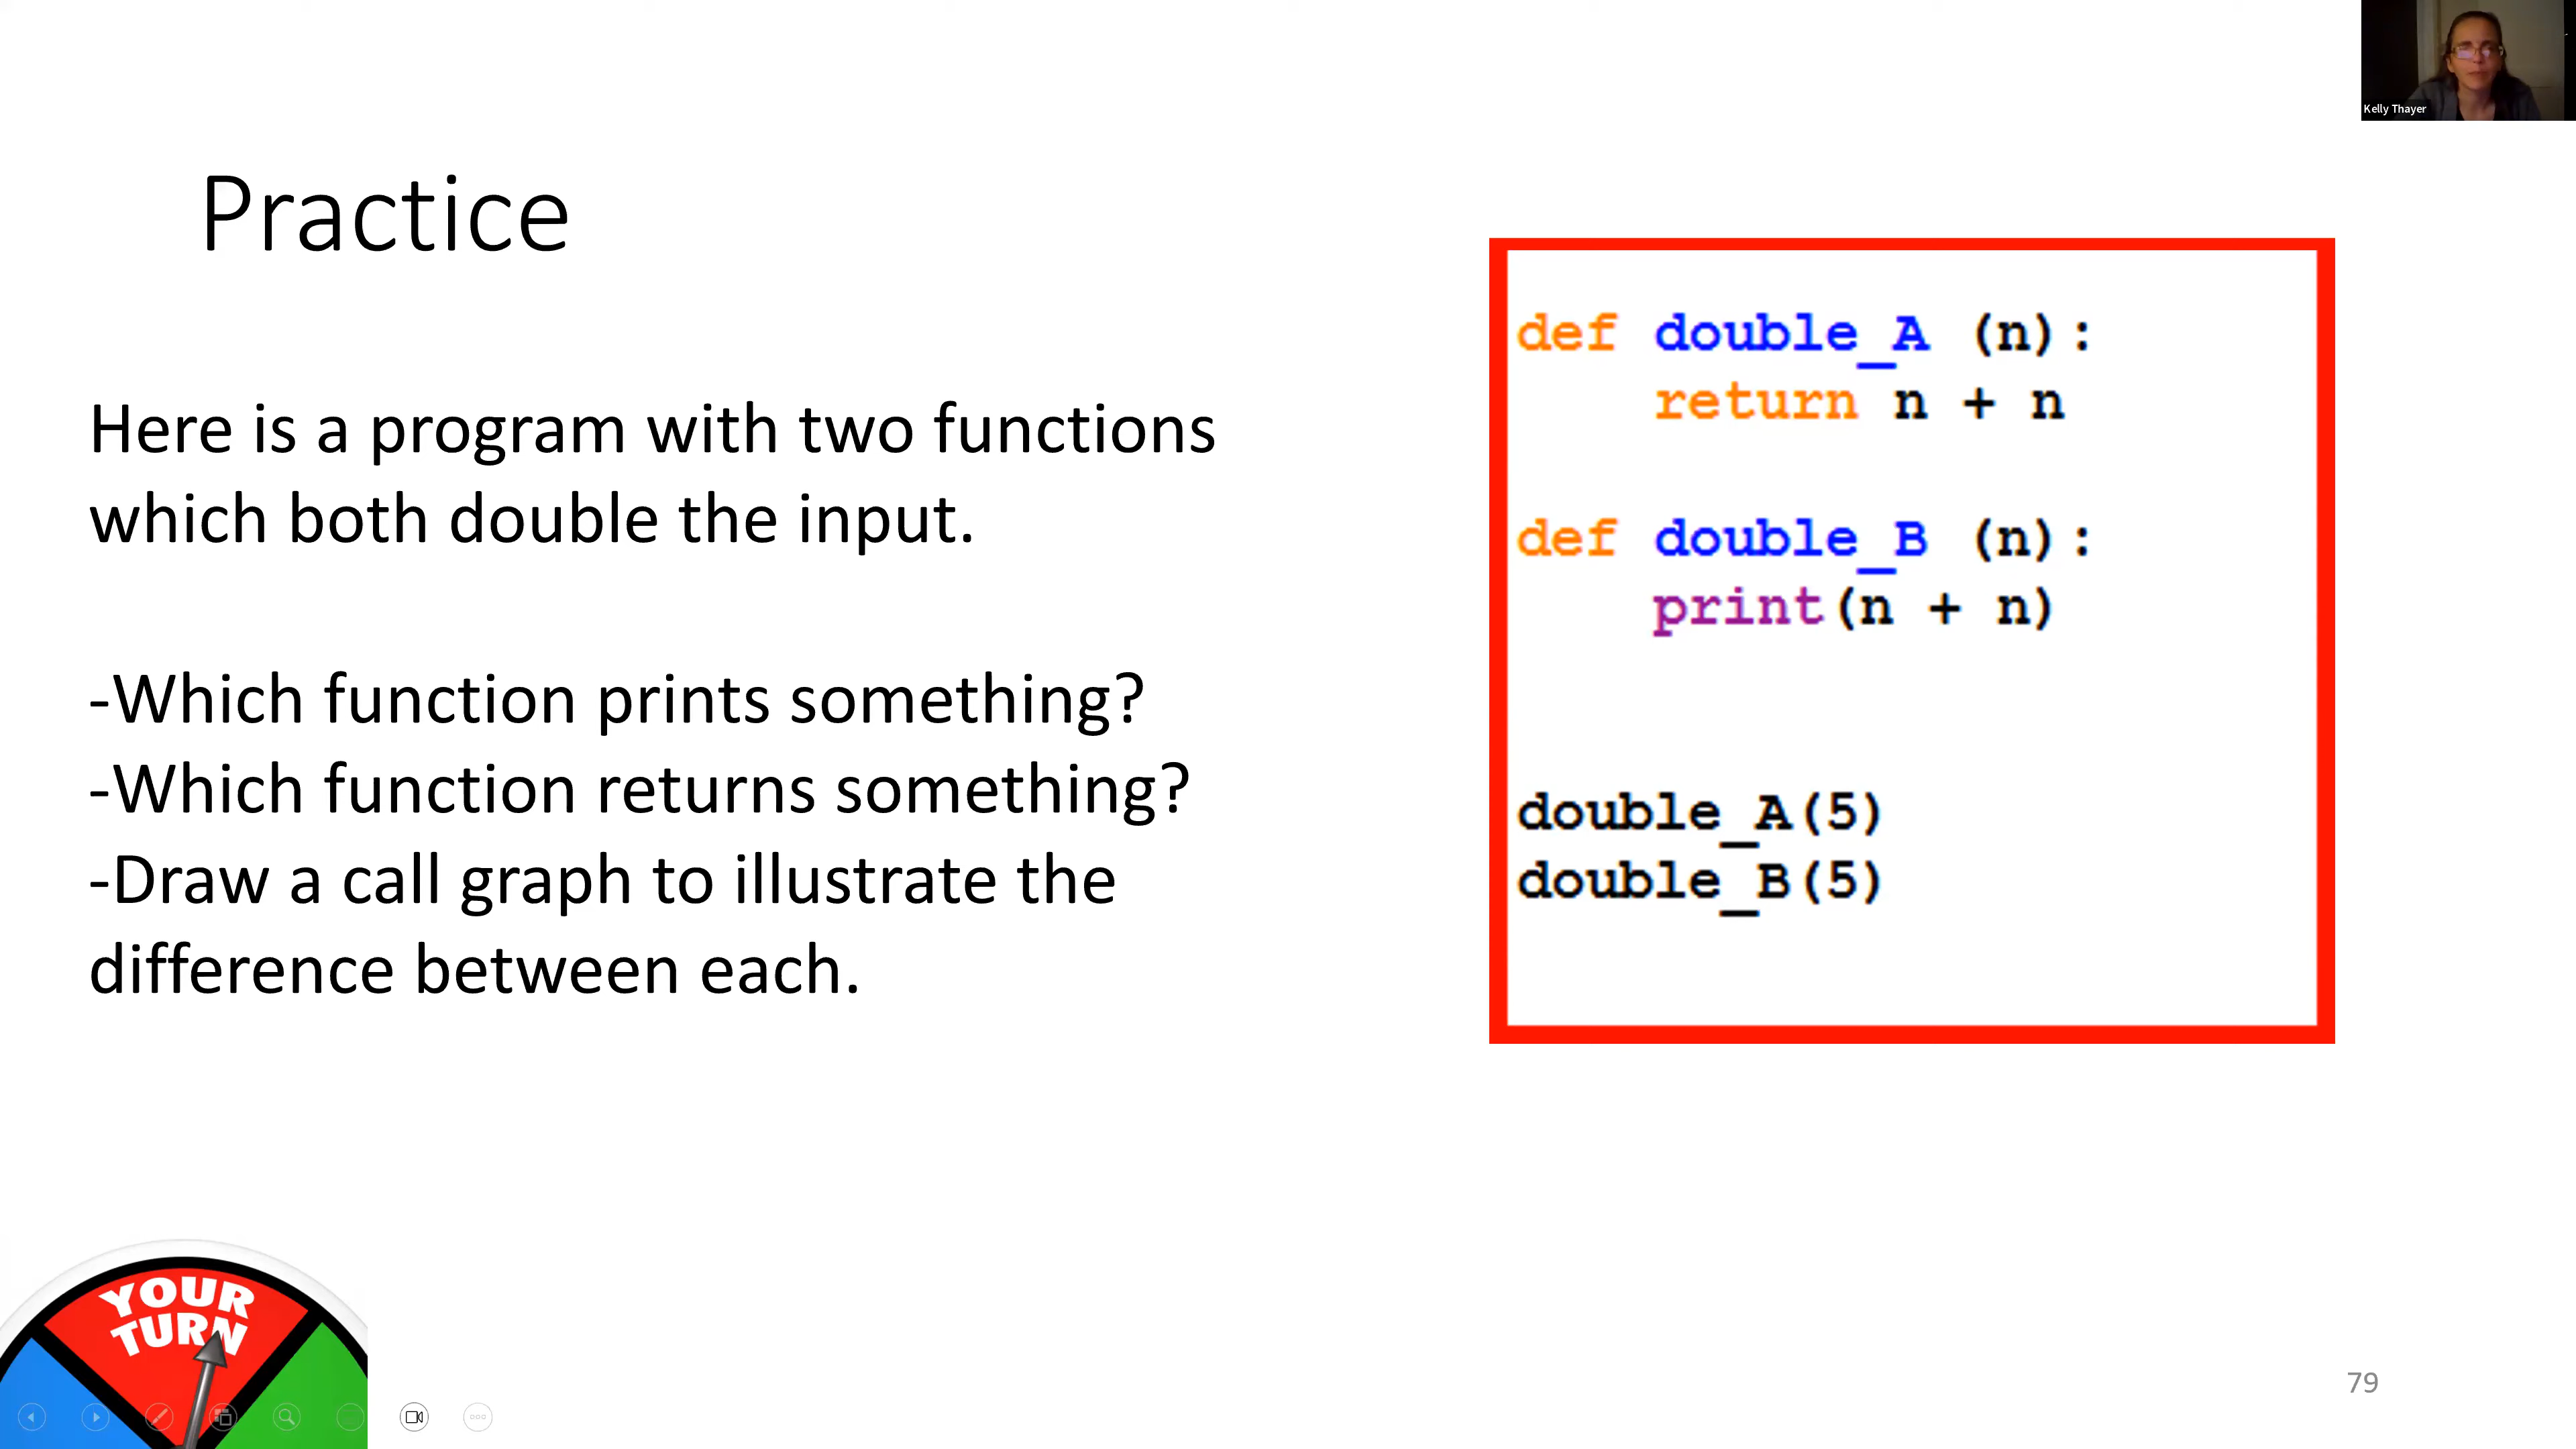 Kelly Thayer
Practice
Here is a program with two functions
which both double the input.
-Which function prints something?
-Which function returns something?
-Draw a call graph to illustrate the
difference between each.
def double_A (n):
    return n + n
def double_B (n):
    print(n + n)
double_A(5)
double_B(5)
YOUR
TURN
79